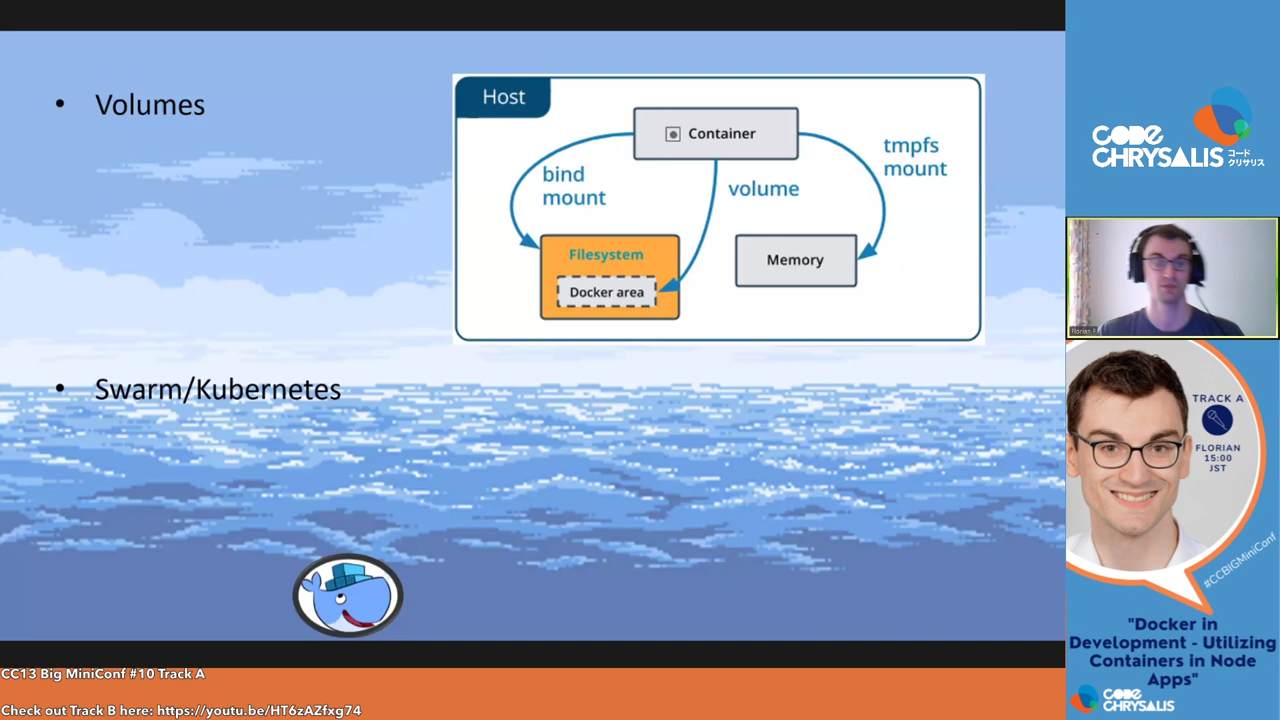 • Volumes
Host
Container
bind
mount
volume
tmpfs
mount
Filesystem
Docker area
Memory
• Swarm/Kubernetes
CODE
CHRYSALIS
コード
クリサリス
Florian F.
TRACK A
FLORIAN
15:00
JST
#CCBIGMiniConf
"Docker in
Development - Utilizing
Containers in Node
Apps"
CODE
CHRYSALIS
CC13 Big MiniConf #10 Track A
Check out Track B here: https://youtu.be/HT6zAZfxg74